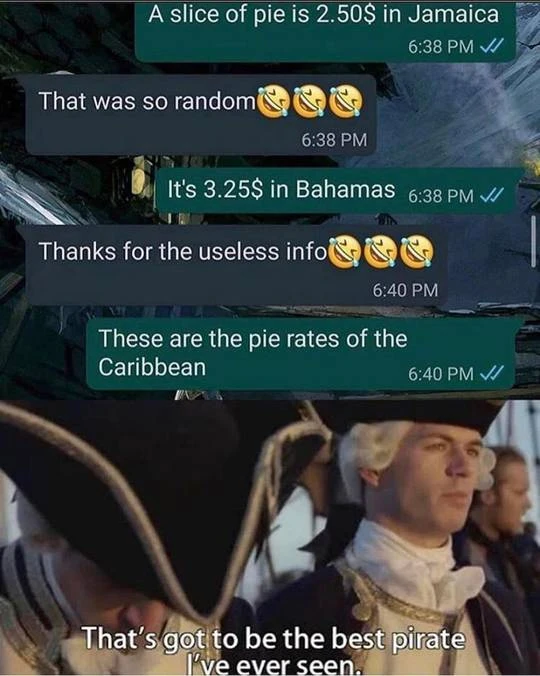 A slice of pie is 2.50$ in Jamaica
6:38 PM
That was so random🤣🤣🤣
6:38 PM
It's 3.25$ in Bahamas 6:38 PM
Thanks for the useless info🤣🤣🤣
6:40 PM
These are the pie rates of the
Caribbean
6:40 PM
That's got to be the best pirate
I've ever seen.